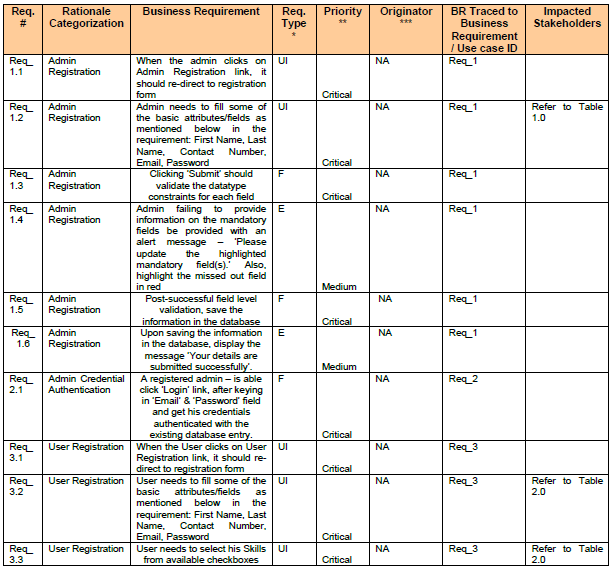 Req. # Rationale Categorization Business Requirement Req. Type * Priority ** Originator *** BR Traced to Business Requirement / Use case ID Impacted Stakeholders
Req_ 1.1 Admin Registration When the admin clicks on Admin Registration link, it should re-direct to registration form UI Critical NA Req_1
Req_ 1.2 Admin Registration Admin needs to fill some of the basic attributes/fields as mentioned below in the requirement: First Name, Last Name, Contact Number, Email, Password UI Critical NA Req_1 Refer to Table 1.0
Req_ 1.3 Admin Registration Clicking 'Submit' should validate the datatype constraints for each field F Critical NA Req_1
Req_ 1.4 Admin Registration Admin failing to provide information on the mandatory fields be provided with an alert message – 'Please update the highlighted mandatory field(s).' Also, highlight the missed out field in red E Medium NA Req_1
Req_ 1.5 Admin Registration Post-successful field level validation, save the information in the database F Critical NA Req_1
Req_ 1.6 Admin Registration Upon saving the information in the database, display the message 'Your details are submitted successfully'. E Medium NA Req_1
Req_ 2.1 Admin Credential Authentication A registered admin – is able click 'Login' link, after keying in 'Email' & 'Password' field and get his credentials authenticated with the existing database entry. F Critical NA Req_2
Req_ 3.1 User Registration When the User clicks on User Registration link, it should re-direct to registration form UI Critical NA Req_3
Req_ 3.2 User Registration User needs to fill some of the basic attributes/fields as mentioned below in the requirement: First Name, Last Name, Contact Number, Email, Password UI Critical NA Req_3 Refer to Table 2.0
Req_ 3.3 User Registration User needs to select his Skills from available checkboxes UI Critical NA Req_3 Refer to Table 2.0